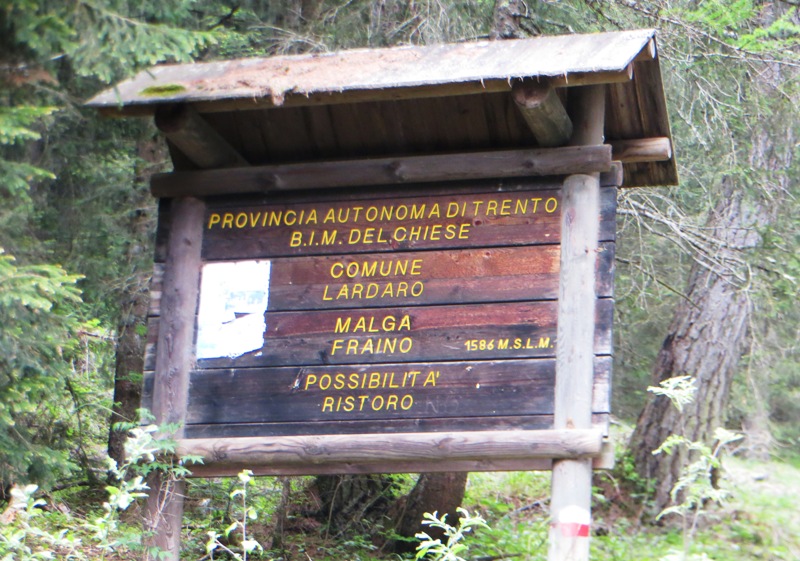 PROVINCIA AUTONOMA DI TRENTO
B.I.M. DEL CHIESE
COMUNE
LARDARO
MALGA
FRAINO 1586 M.S.L.M.
POSSIBILITA'
RISTORO